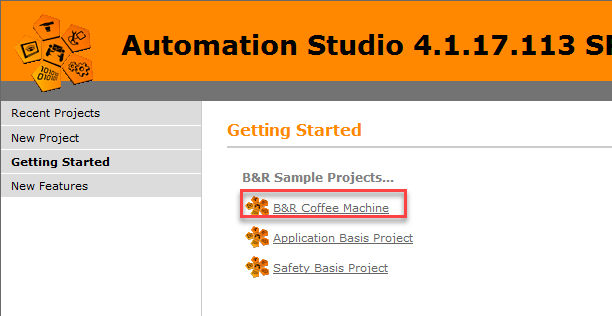 Automation Studio 4.1.17.113 S
Recent Projects
New Project
Getting Started
New Features
Getting Started
B&R Sample Projects...
B&R Coffee Machine
Application Basis Project
Safety Basis Project